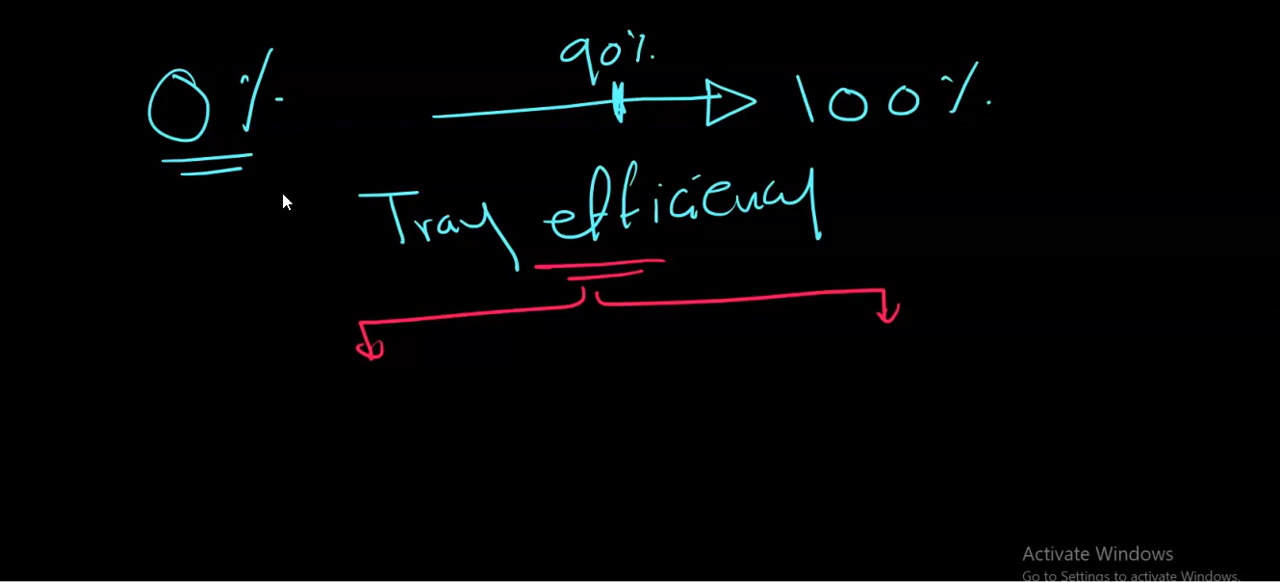 90%
0% 100%
Tray efficiency
Activate Windows
Go to Settings to activate Windows.